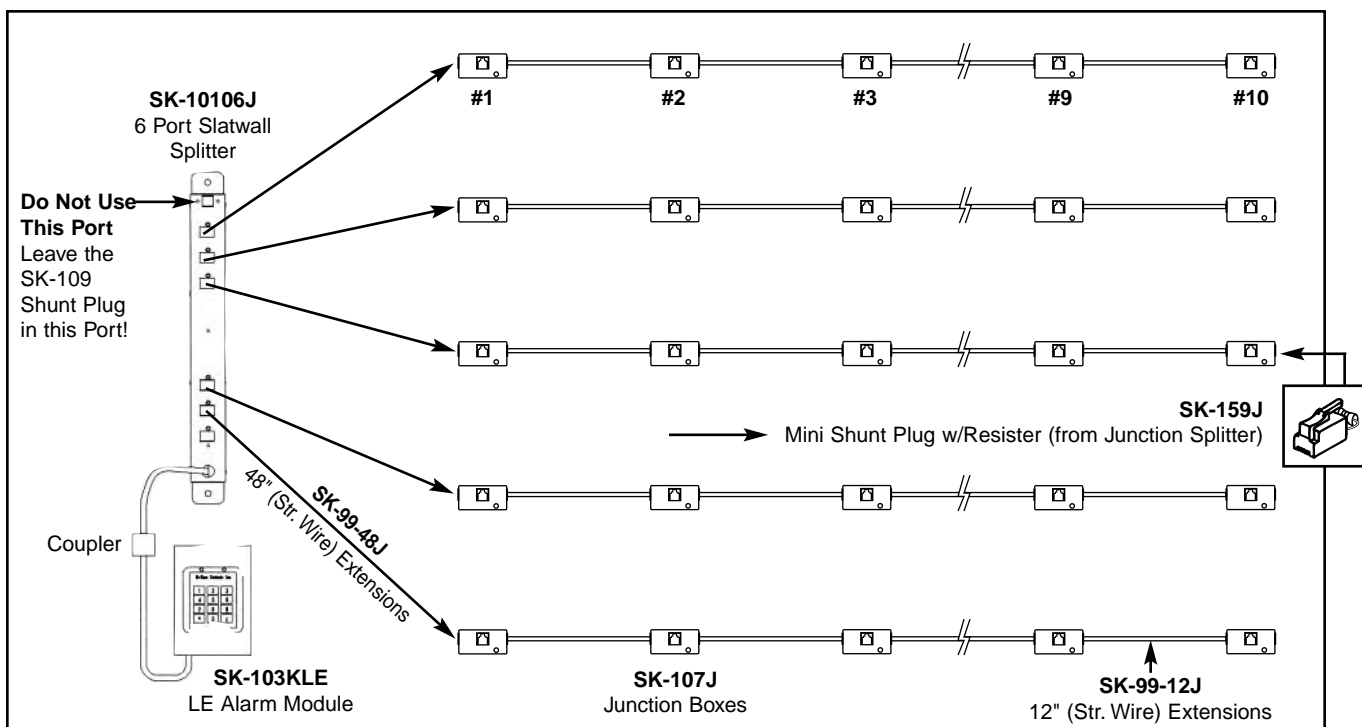 #1
#2
#3
#9
#10
SK-10106J
6 Port Slatwall
Splitter
Do Not Use
This Port
Leave the
SK-109
Shunt Plug
in this Port!
SK-159J
Mini Shunt Plug w/Resister (from Junction Splitter)
SK-99-48J
48" (Str. Wire) Extensions
Coupler
SK-103KLE
LE Alarm Module
SK-107J
Junction Boxes
SK-99-12J
12" (Str. Wire) Extensions